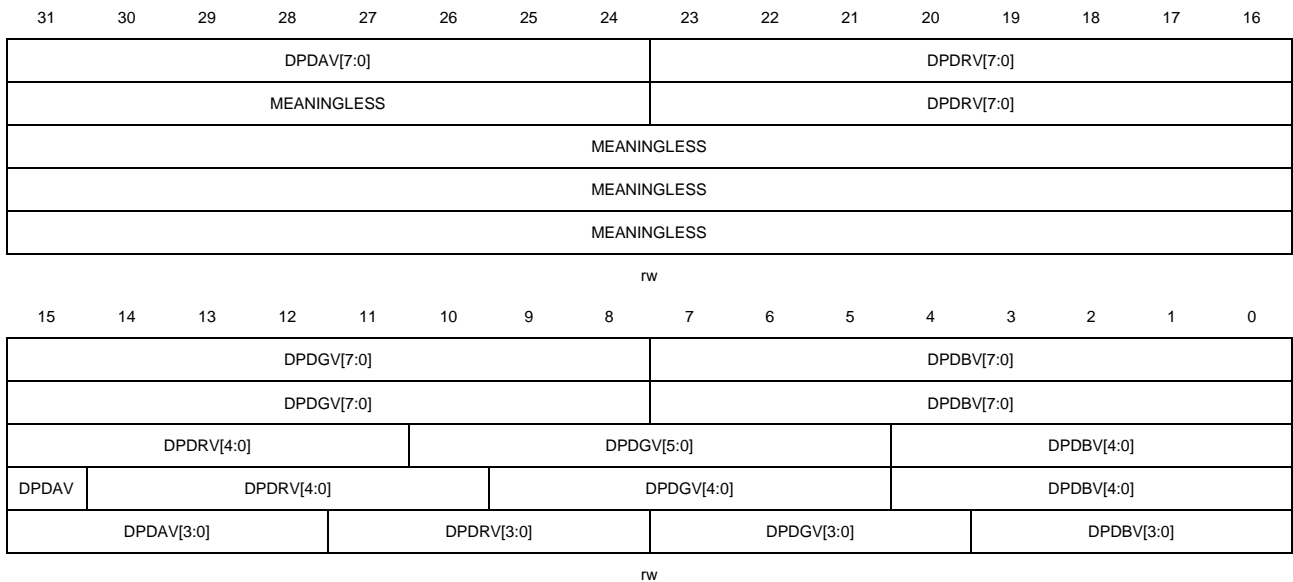 31 30 29 28 27 26 25 24 23 22 21 20 19 18 17 16
DPDAV[7:0] DPDRV[7:0]
MEANINGLESS DPDRV[7:0]
MEANINGLESS
MEANINGLESS
MEANINGLESS
rw
15 14 13 12 11 10 9 8 7 6 5 4 3 2 1 0
DPDGV[7:0] DPDBV[7:0]
DPDGV[7:0] DPDBV[7:0]
DPDRV[4:0] DPDGV[5:0] DPDBV[4:0]
DPDAV DPDRV[4:0] DPDGV[4:0] DPDBV[4:0]
DPDAV[3:0] DPDRV[3:0] DPDGV[3:0] DPDBV[3:0]
rw